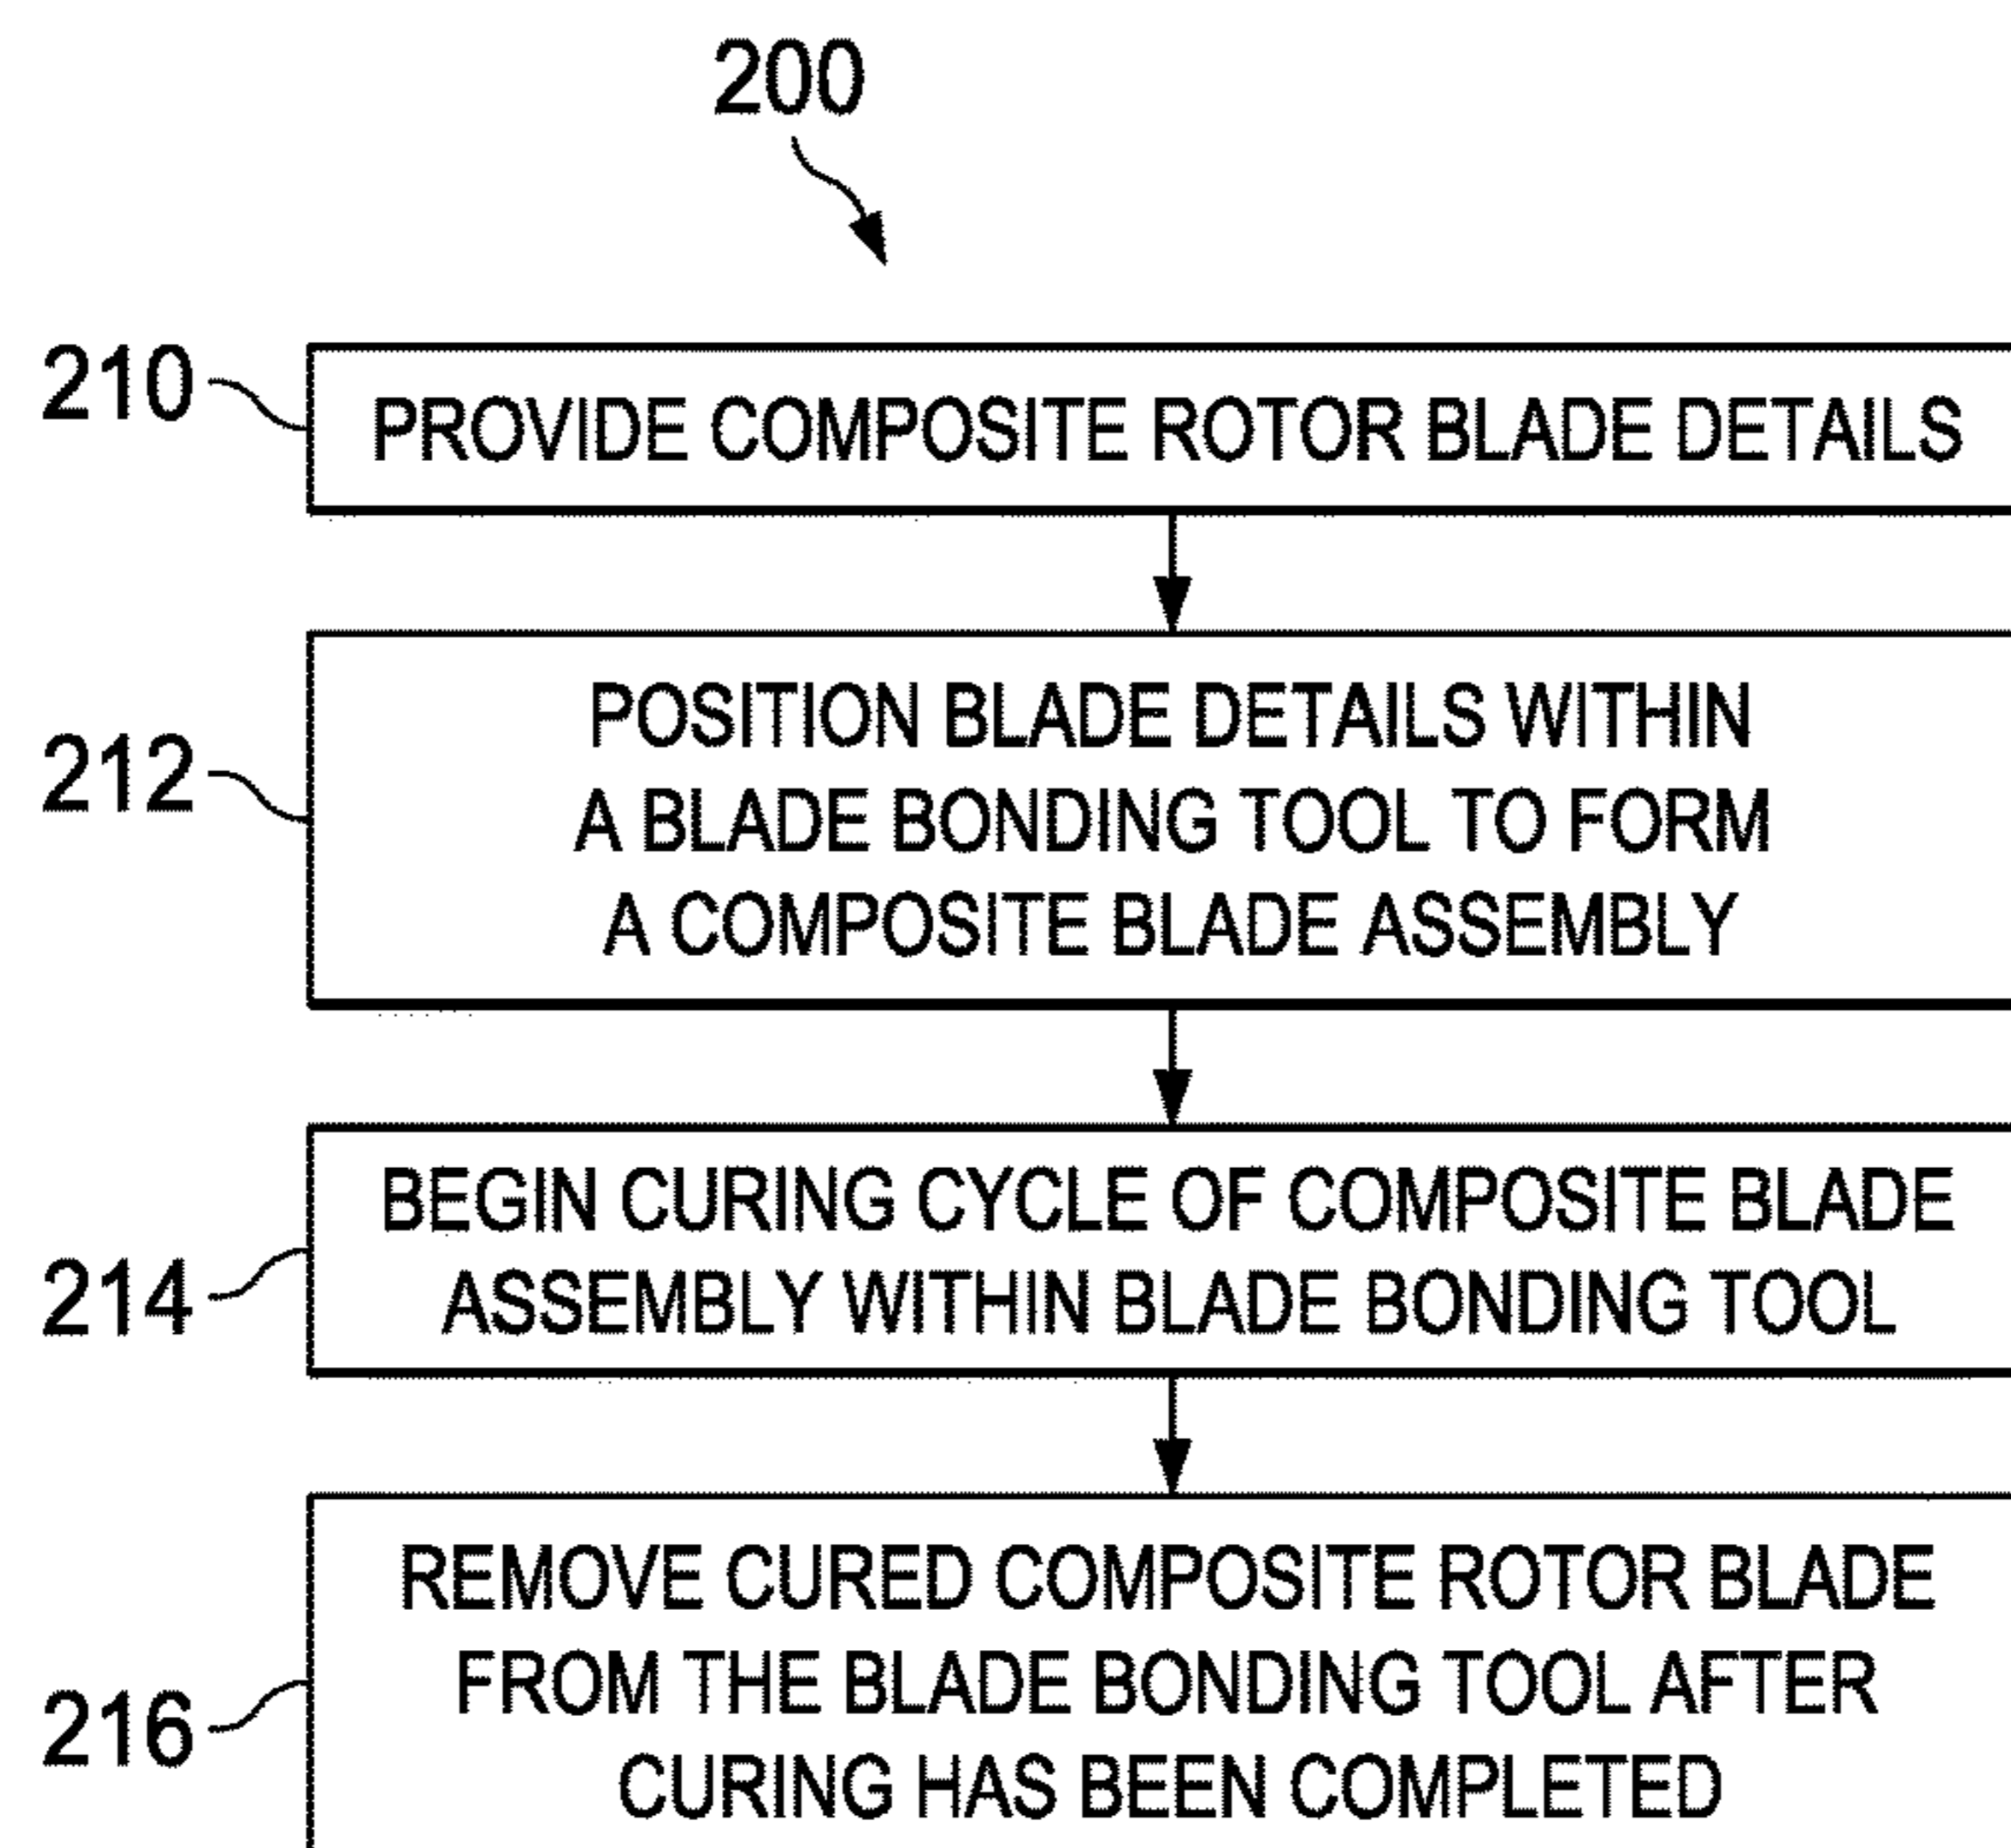 200
210
PROVIDE COMPOSITE ROTOR BLADE DETAILS
212
POSITION BLADE DETAILS WITHIN
A BLADE BONDING TOOL TO FORM
A COMPOSITE BLADE ASSEMBLY
214
BEGIN CURING CYCLE OF COMPOSITE BLADE
ASSEMBLY WITHIN BLADE BONDING TOOL
216
REMOVE CURED COMPOSITE ROTOR BLADE
FROM THE BLADE BONDING TOOL AFTER
CURING HAS BEEN COMPLETED